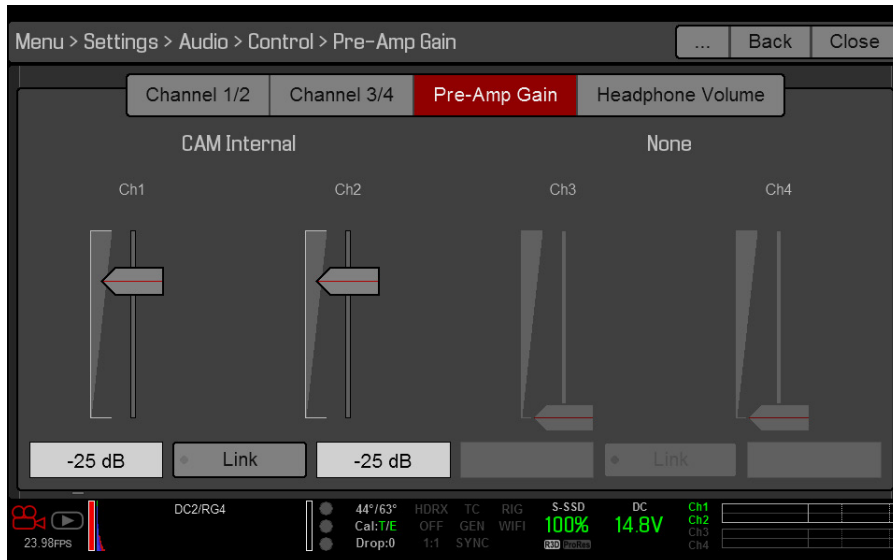 Menu > Settings > Audio > Control > Pre-Amp Gain ... Back Close
Channel 1/2 Channel 3/4 Pre-Amp Gain Headphone Volume
CAM Internal None
Ch1 Ch2 Ch3 Ch4
-25 dB Link -25 dB Link
DC2/RG4 44°/63° HDRX TC RIG S-SSD DC Ch1
Cal:T/E OFF GEN WIFI 100% 14.8V Ch2
23.98FPS Drop:0 1:1 SYNC R3D ProRes Ch3
Ch4